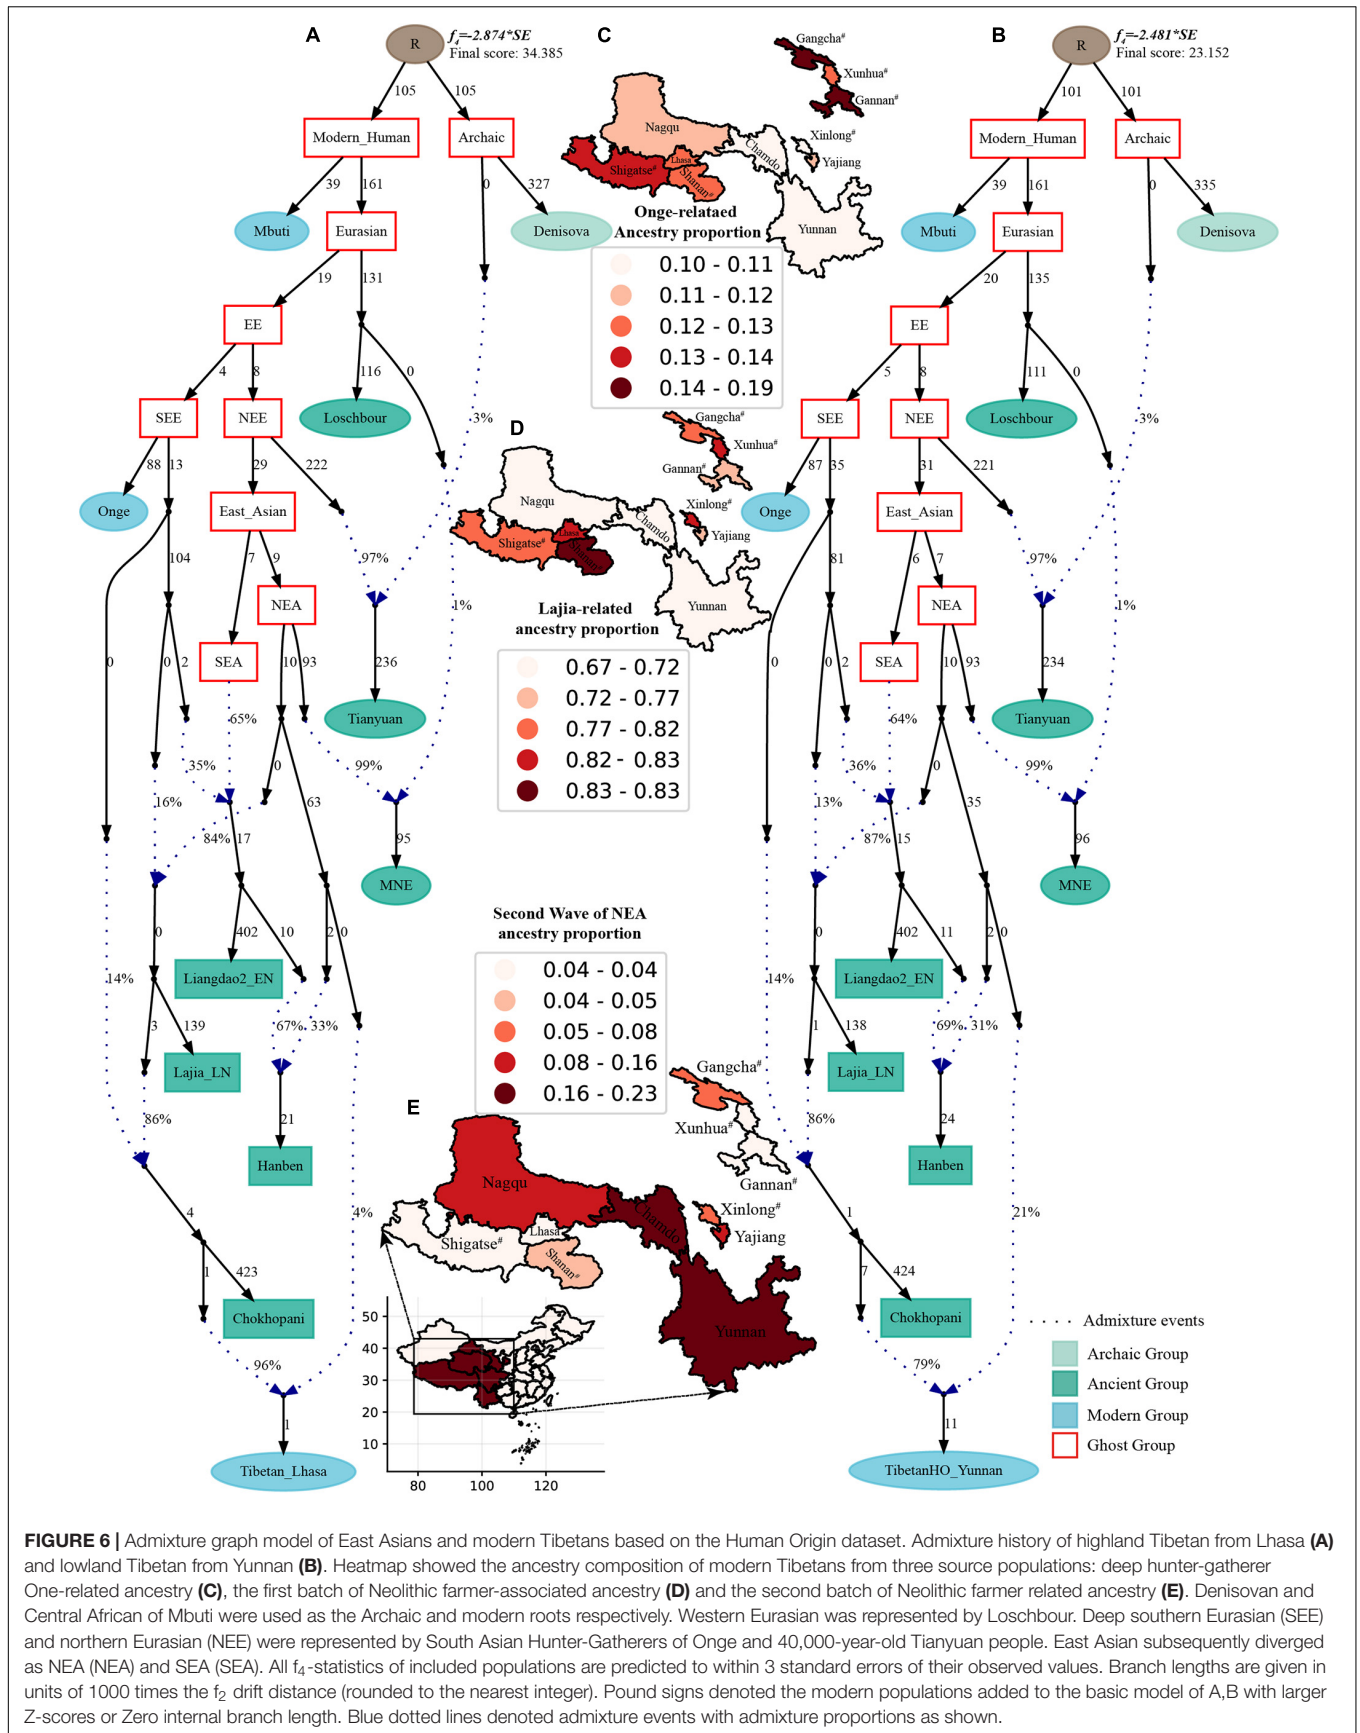 A
R
f4=-2.874*SE
Final score: 34.385
105
105
Modern_Human
Archaic
39
161
0
327
Mbuti
Eurasian
Denisova
19
131
EE
4
8
116
0
SEE
NEE
Loschbour
3%
88
13
29
222
Onge
East_Asian
104
7
9
97%
NEA
1%
0
0
2
SEA
10
93
236
65%
Tianyuan
35%
0
99%
16%
63
84%
17
95
MNE
0
402
10
2
0
14%
Liangdao2_EN
3
139
67%
33%
Lajia_LN
86%
21
Hanben
4
4%
1
423
Chokhopani
96%
1
Tibetan_Lhasa
C
Gangcha#
Xunhua#
Gannan#
Nagqu
Chamdo
Xinlong#
Yajiang
Lhasa
Shigatse#
Shanan#
Yunnan
Onge-relataed
Ancestry proportion
0.10 - 0.11
0.11 - 0.12
0.12 - 0.13
0.13 - 0.14
0.14 - 0.19
D
Gangcha#
Xunhua#
Gannan#
Nagqu
Xinlong#
Chamdo
Yajiang
Lhasa
Shigatse#
Shanan#
Yunnan
Lajia-related
ancestry proportion
0.67 - 0.72
0.72 - 0.77
0.77 - 0.82
0.82 - 0.83
0.83 - 0.83
Second Wave of NEA
ancestry proportion
0.04 - 0.04
0.04 - 0.05
0.05 - 0.08
0.08 - 0.16
0.16 - 0.23
E
Gangcha#
Xunhua#
Gannan#
Nagqu
Xinlong#
Chamdo
Yajiang
Lhasa
Shigatse#
Shanan#
Yunnan
50
40
30
20
10
80
100
120
B
R
f4=-2.481*SE
Final score: 23.152
101
101
Modern_Human
Archaic
39
161
0
335
Mbuti
Eurasian
Denisova
20
135
EE
5
8
111
0
SEE
NEE
Loschbour
3%
87
35
31
221
Onge
East_Asian
81
6
7
97%
NEA
1%
0
0
2
SEA
10
93
234
64%
Tianyuan
36%
0
99%
13%
35
87%
15
96
MNE
0
402
11
2
0
14%
Liangdao2_EN
1
138
69%
31%
Lajia_LN
86%
24
Hanben
1
21%
7
424
Chokhopani
79%
11
TibetanHO_Yunnan
Admixture events
Archaic Group
Ancient Group
Modern Group
Ghost Group
FIGURE 6 | Admixture graph model of East Asians and modern Tibetans based on the Human Origin dataset. Admixture history of highland Tibetan from Lhasa (A)
and lowland Tibetan from Yunnan (B). Heatmap showed the ancestry composition of modern Tibetans from three source populations: deep hunter-gatherer
One-related ancestry (C), the first batch of Neolithic farmer-associated ancestry (D) and the second batch of Neolithic farmer related ancestry (E). Denisovan and
Central African of Mbuti were used as the Archaic and modern roots respectively. Western Eurasian was represented by Loschbour. Deep southern Eurasian (SEE)
and northern Eurasian (NEE) were represented by South Asian Hunter-Gatherers of Onge and 40,000-year-old Tianyuan people. East Asian subsequently diverged
as NEA (NEA) and SEA (SEA). All f4-statistics of included populations are predicted to within 3 standard errors of their observed values. Branch lengths are given in
units of 1000 times the f2 drift distance (rounded to the nearest integer). Pound signs denoted the modern populations added to the basic model of A,B with larger
Z-scores or Zero internal branch length. Blue dotted lines denoted admixture events with admixture proportions as shown.